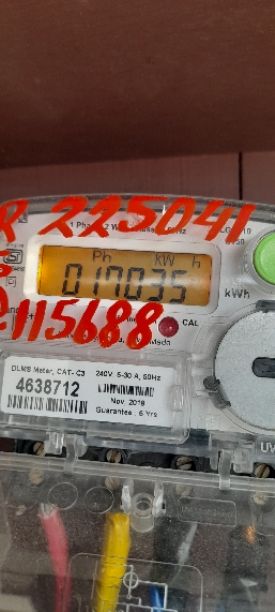 R 225041
Ph kW h
017035 kWh
115688
CAL
DLMS Meter, CAT- C3
4638712
240V, 5-30 A, 50Hz
Nov. 2019
Guarantee : 5 Yrs